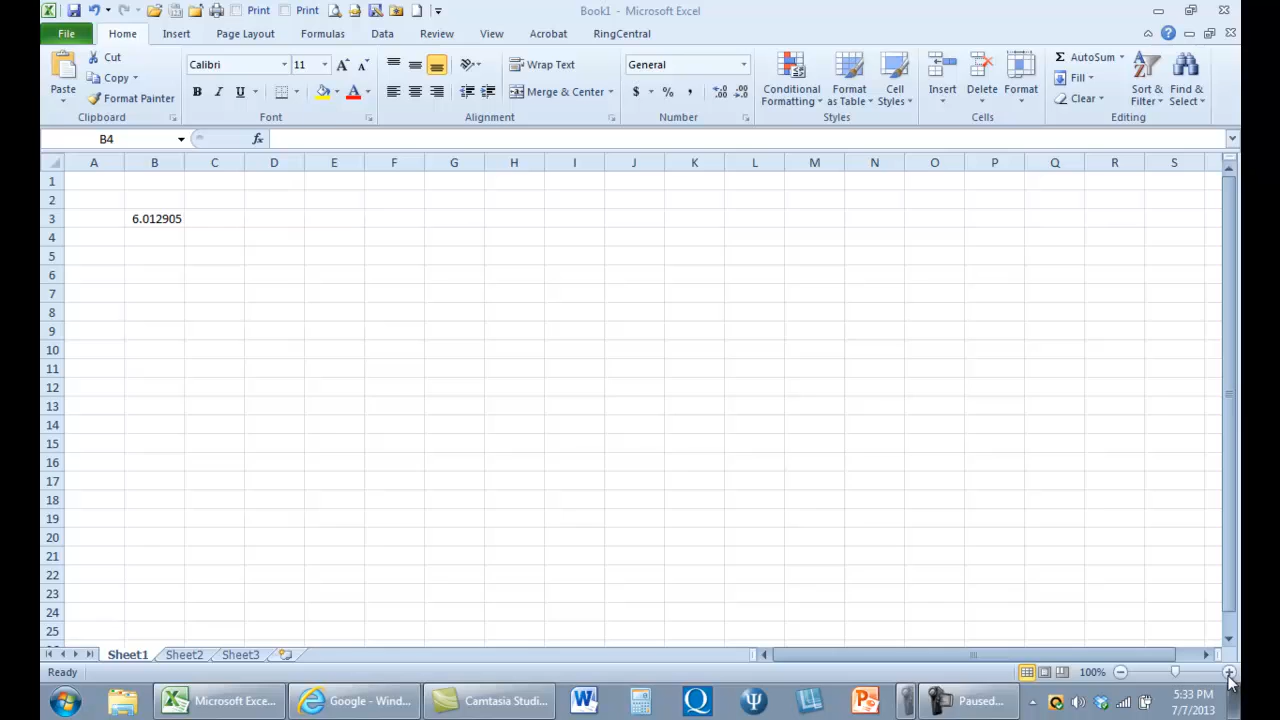 Print Print Book1 - Microsoft Excel
File Home Insert Page Layout Formulas Data Review View Acrobat RingCentral
Paste Cut Copy Format Painter Clipboard
Calibri 11 B I U A Font
Wrap Text Merge & Center Alignment
General $ % , Number
Conditional Formatting Format as Table Cell Styles Styles
Insert Delete Format Cells
Σ AutoSum Fill Clear Sort & Filter Find & Select Editing
B4 fx
A B C D E F G H I J K L M N O P Q R S
1
2
3 6.012905
4
5
6
7
8
9
10
11
12
13
14
15
16
17
18
19
20
21
22
23
24
25
Sheet1 Sheet2 Sheet3
Ready 100%
Microsoft Exce... Google - Wind... Camtasia Studi... W Q Ψ P Paused... 5:33 PM
7/7/2013